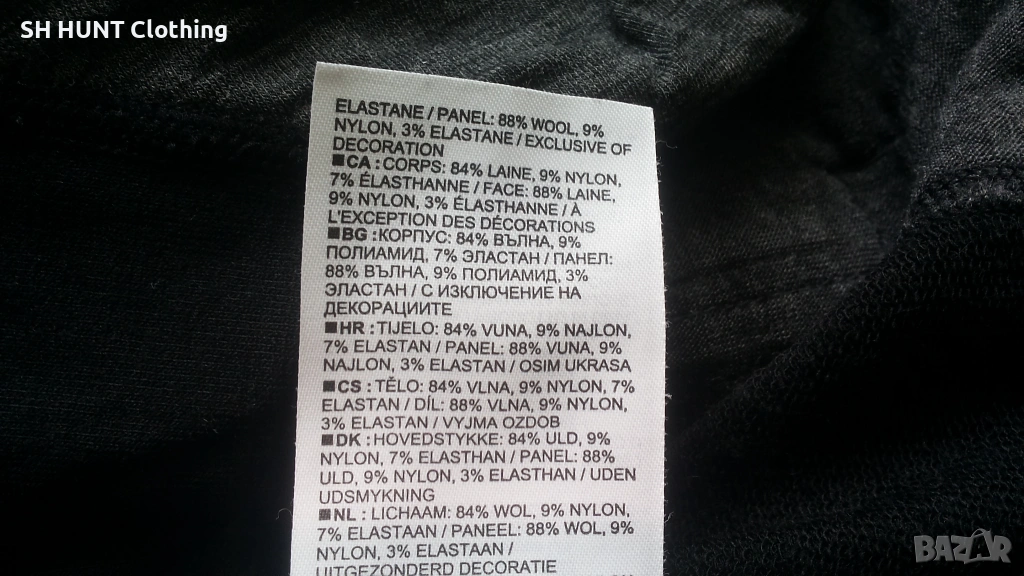 SH HUNT Clothing
ELASTANE / PANEL: 88% WOOL, 9%
NYLON, 3% ELASTANE / EXCLUSIVE OF
DECORATION
■CA : CORPS: 84% LAINE, 9% NYLON,
7% ÉLASTHANNE / FACE: 88% LAINE,
9% NYLON, 3% ÉLASTHANNE / À
L'EXCEPTION DES DÉCORATIONS
■BG :КОРПУС: 84% ВЪЛНА, 9%
ПОЛИАМИД, 7% ЕЛАСТАН / ПАНЕЛ:
88% ВЪЛНА, 9% ПОЛИАМИД, 3%
ЕЛАСТАН / С ИЗКЛЮЧЕНИЕ НА
ДЕКОРАЦИИТЕ
■HR : TIJELO: 84% VUNA, 9% NAJLON,
7% ELASTAN / PANEL: 88% VUNA, 9%
NAJLON, 3% ELASTAN / OSIM UKRASA
■CS : TĚLO: 84% VLNA, 9% NYLON, 7%
ELASTAN / DÍL: 88% VLNA, 9% NYLON,
3% ELASTAN / VYJMA OZDOB
■DK : HOVEDSTYKKE: 84% ULD, 9%
NYLON, 7% ELASTHAN / PANEL: 88%
ULD, 9% NYLON, 3% ELASTHAN / UDEN
UDSMYKNING
■NL : LICHAAM: 84% WOL, 9% NYLON,
7% ELASTAAN / PANEEL: 88% WOL, 9%
NYLON, 3% ELASTAAN /
UITGEZONDERD DECORATIE
BAZAR